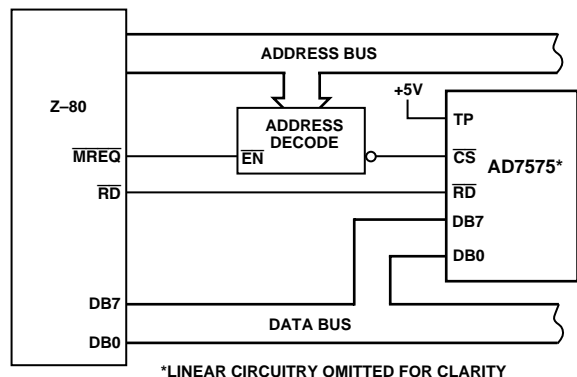 ADDRESS BUS
+5V
Z–80
TP
ADDRESS
DECODE
MREQ
EN
CS
AD7575*
RD
RD
DB7
DB0
DB7
DATA BUS
DB0
*LINEAR CIRCUITRY OMITTED FOR CLARITY